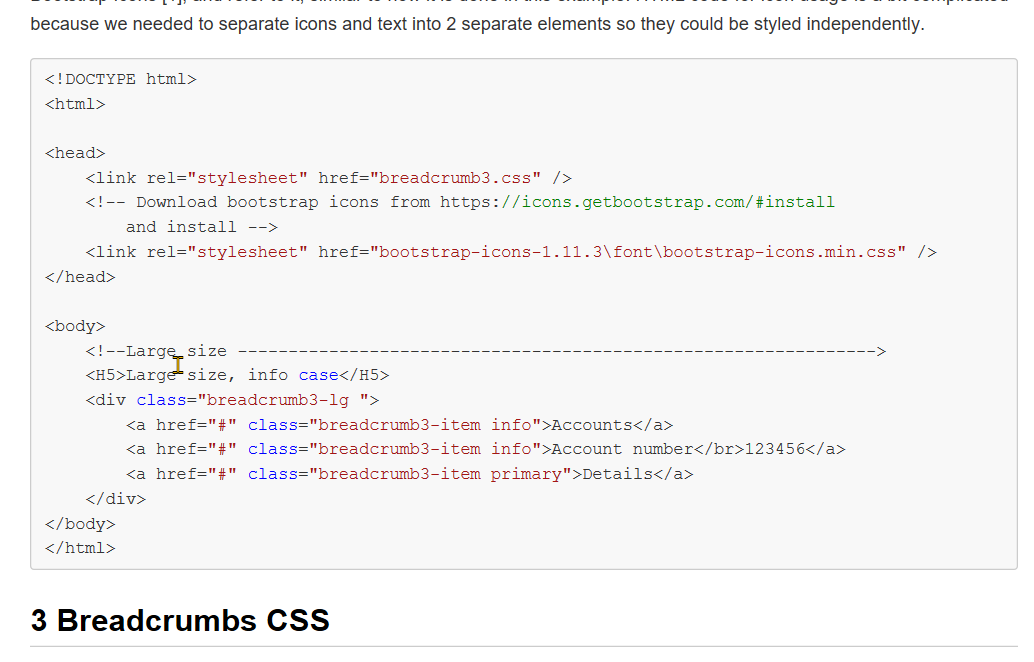 because we needed to separate icons and text into 2 separate elements so they could be styled independently.
<!DOCTYPE html>
<html>
<head>
<link rel="stylesheet" href="breadcrumb3.css" />
<!-- Download bootstrap icons from https://icons.getbootstrap.com/#install
and install -->
<link rel="stylesheet" href="bootstrap-icons-1.11.3\font\bootstrap-icons.min.css" />
</head>
<body>
<!--Large size --------------------------------------------------------------->
<H5>Large size, info case</H5>
<div class="breadcrumb3-lg ">
<a href="#" class="breadcrumb3-item info">Accounts</a>
<a href="#" class="breadcrumb3-item info">Account number</br>123456</a>
<a href="#" class="breadcrumb3-item primary">Details</a>
</div>
</body>
</html>
3 Breadcrumbs CSS